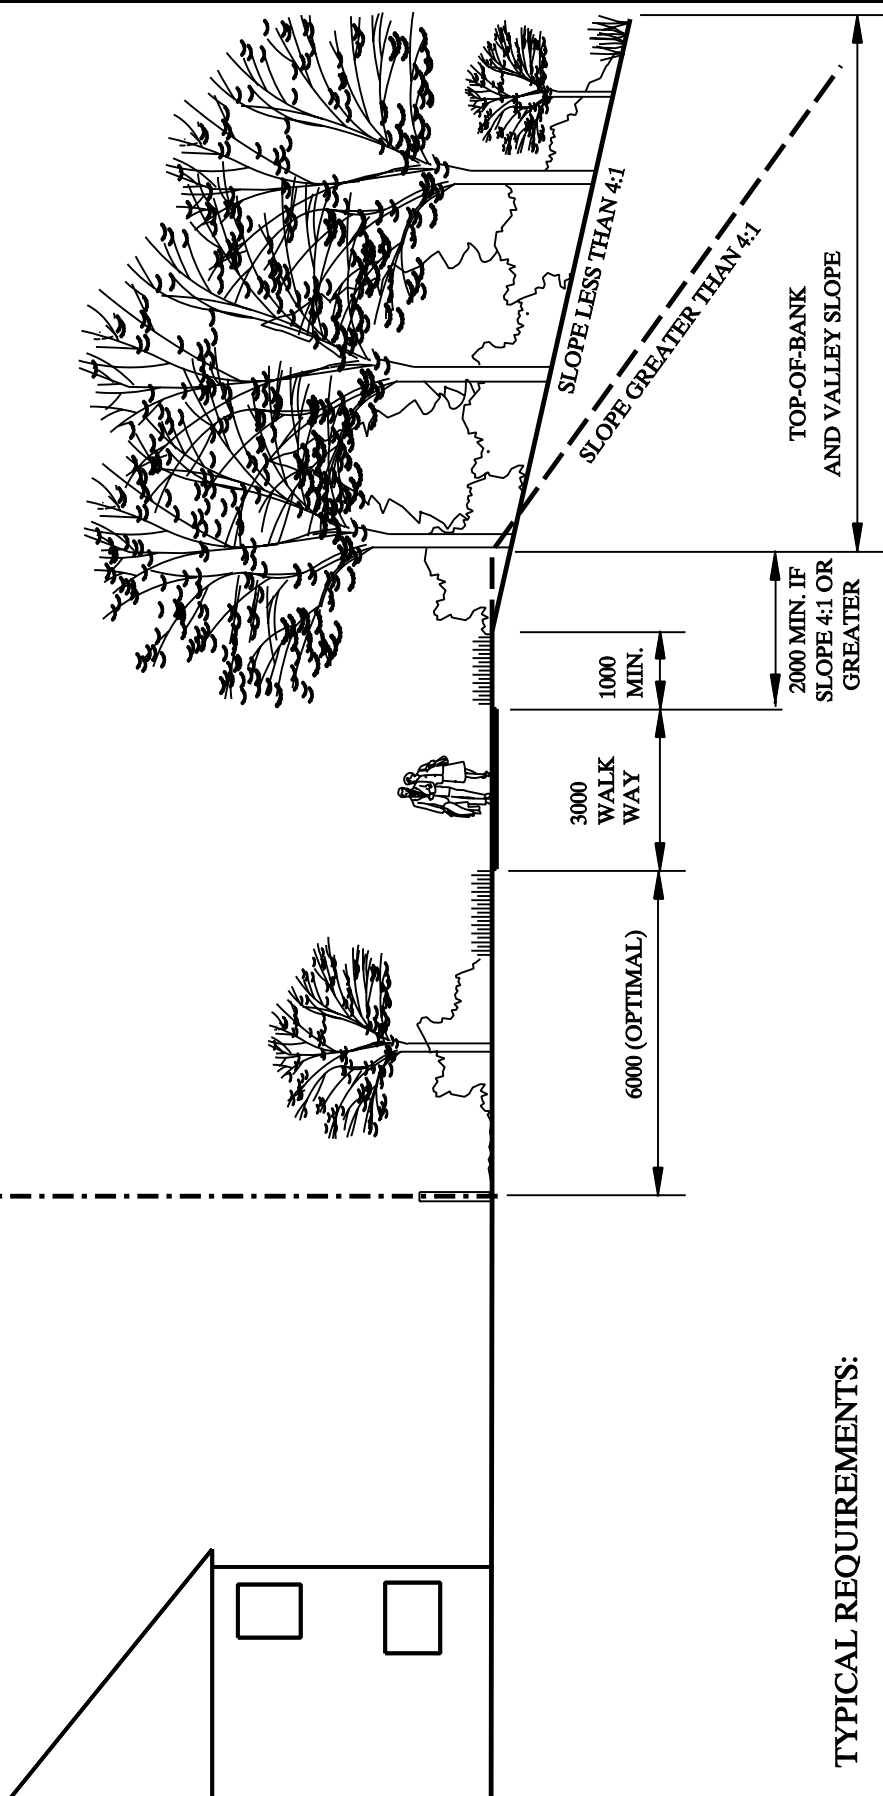 6000 (OPTIMAL)
3000
WALK
WAY
1000
MIN.
2000 MIN. IF
SLOPE 4:1 OR
GREATER
SLOPE LESS THAN 4:1
SLOPE GREATER THAN 4:1
TOP-OF-BANK
AND VALLEY SLOPE
TYPICAL REQUIREMENTS: